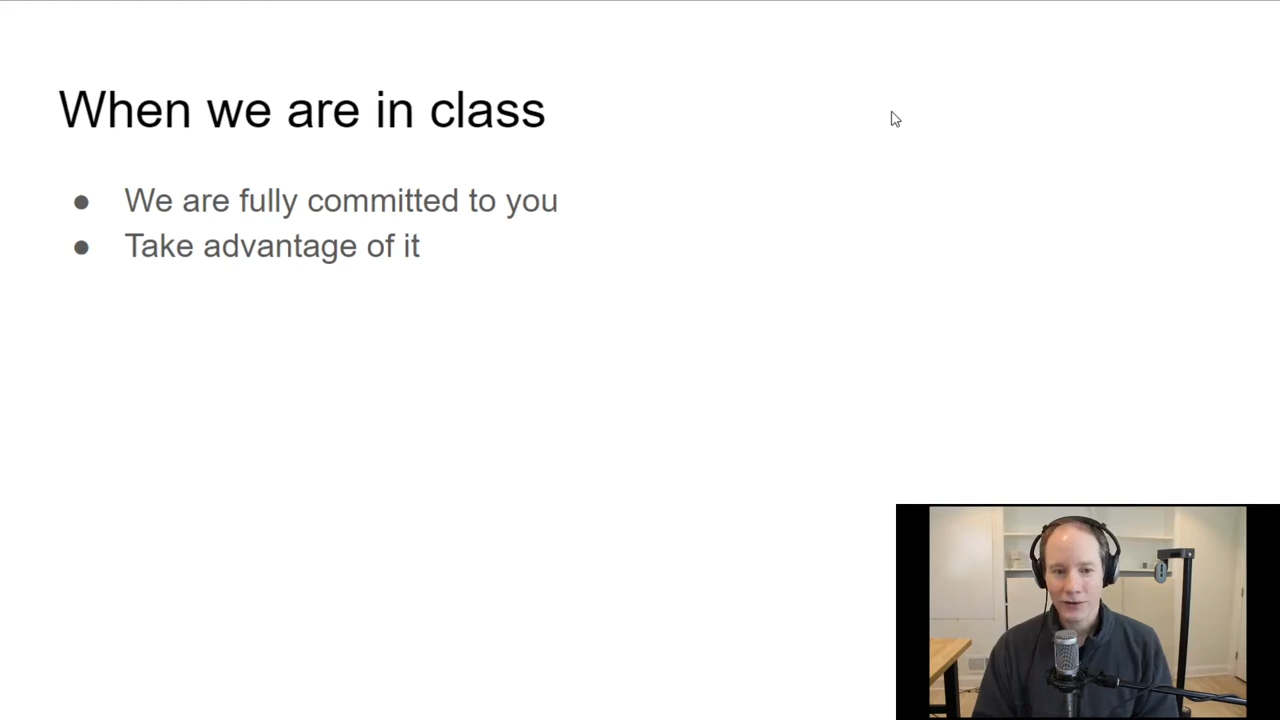 When we are in class
● We are fully committed to you
● Take advantage of it